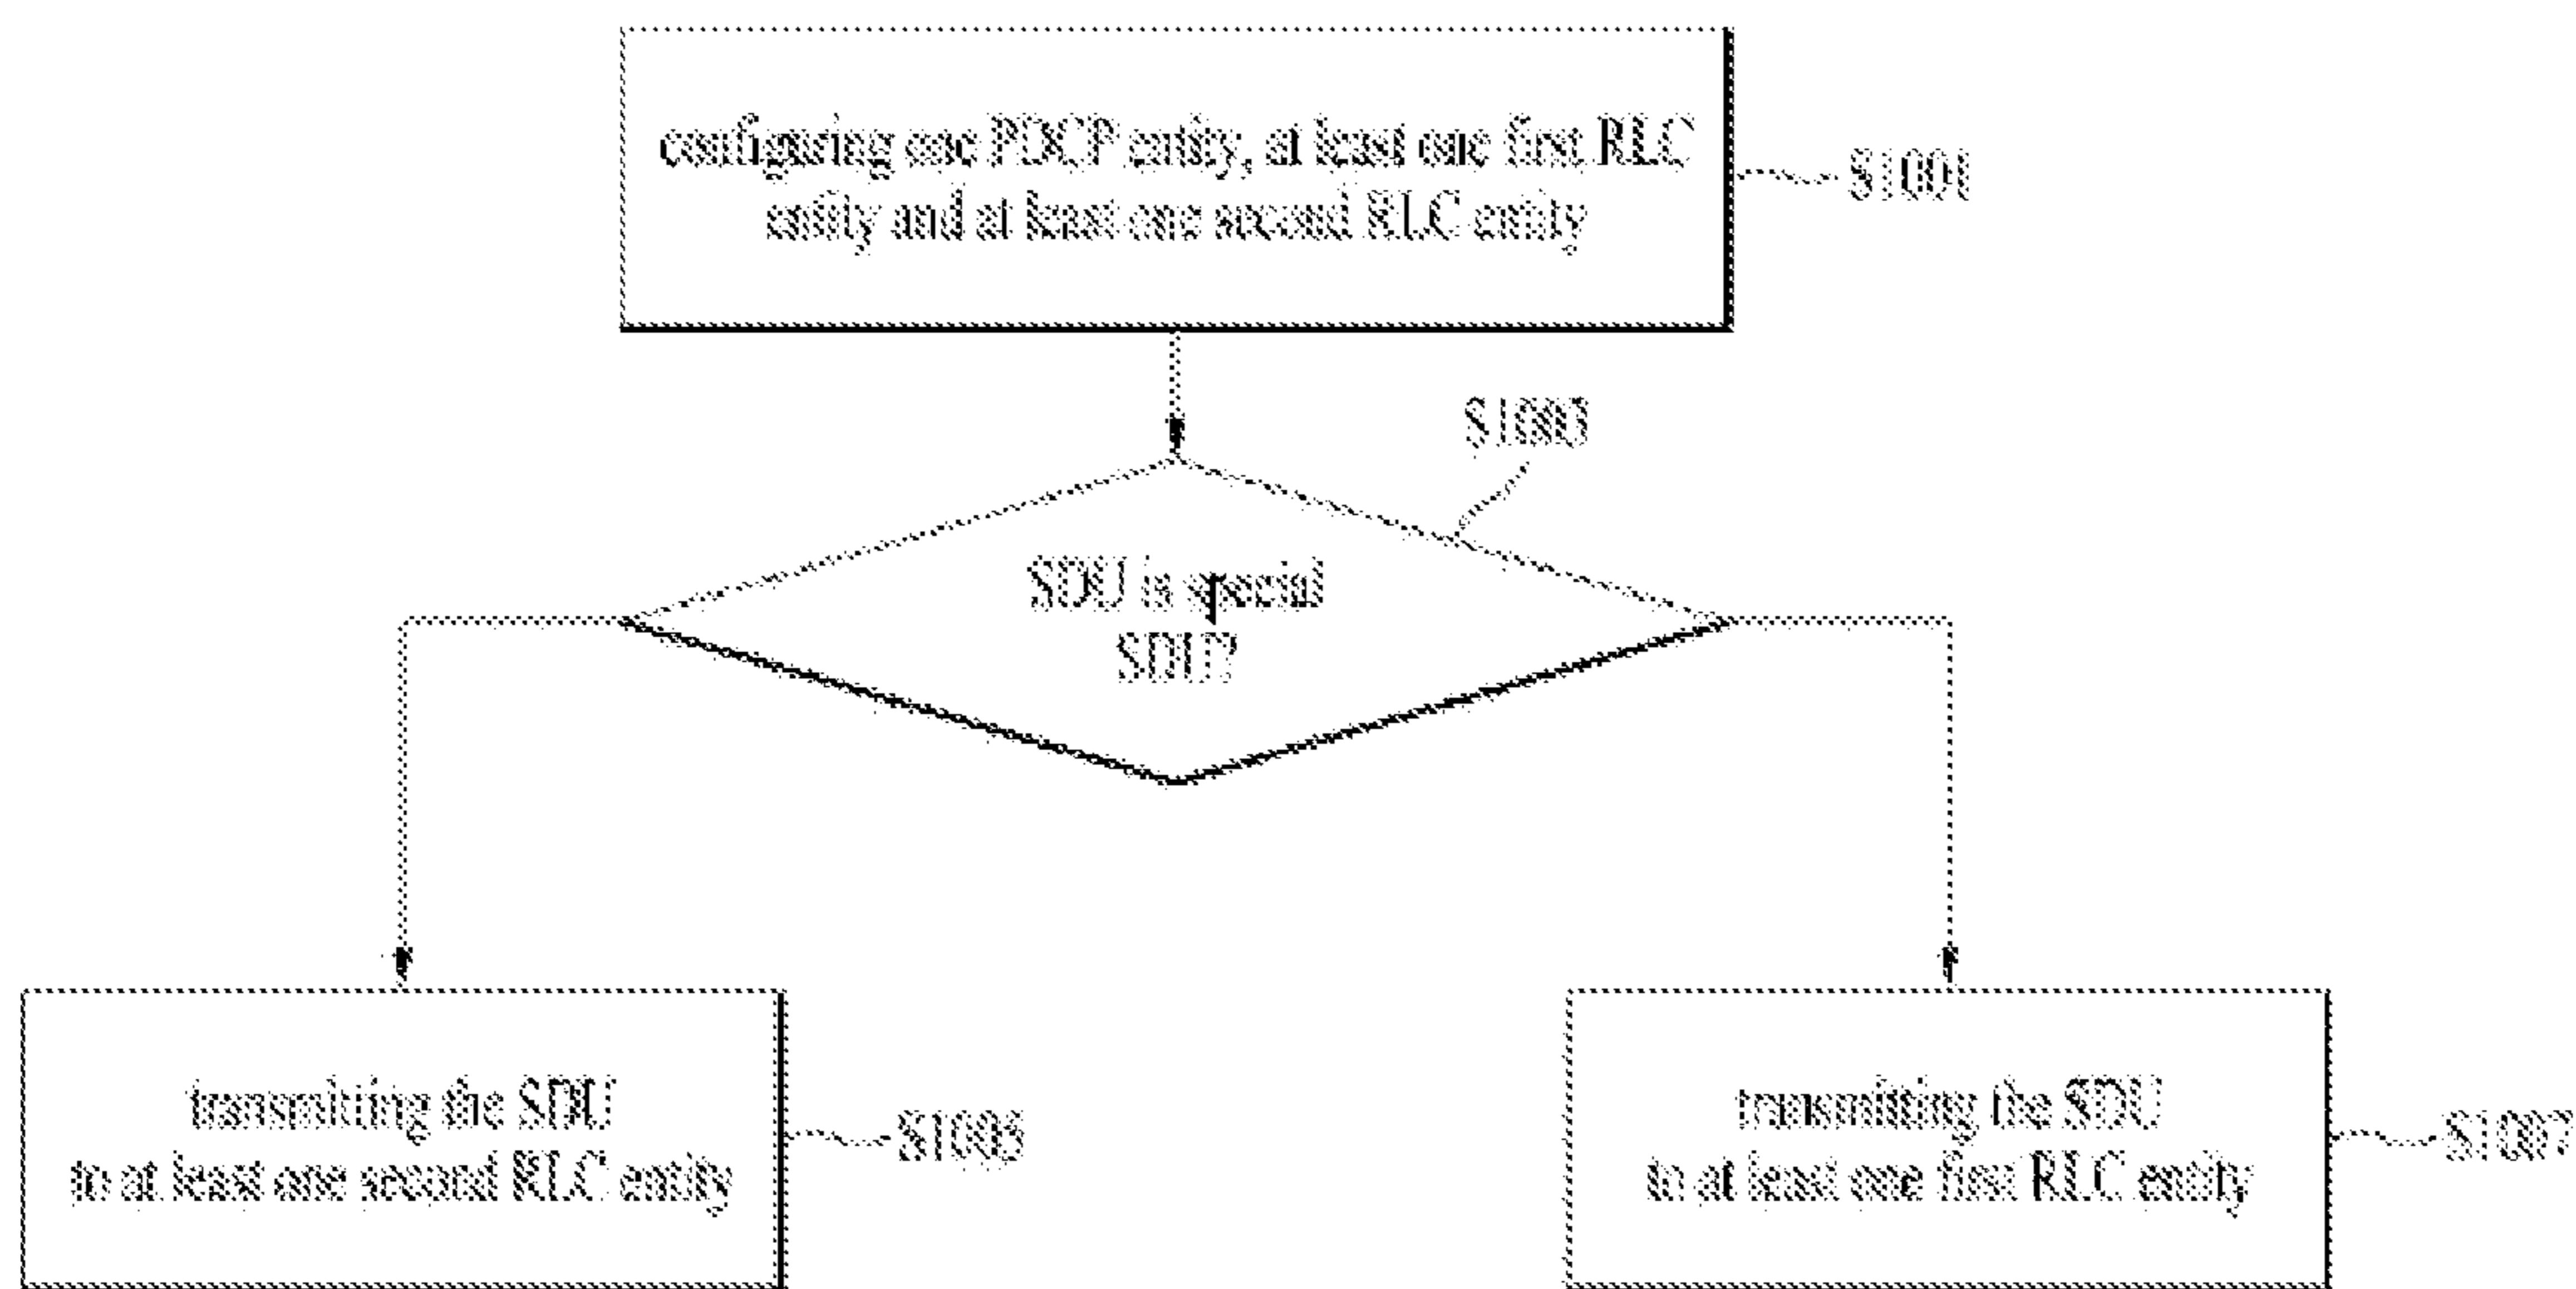 configuring one PDCP entity, at least one first RLC
entity and at least one second RLC entity
S1001
S1003
SDU is special
SDU?
transmitting the SDU
to at least one second RLC entity
S1005
transmitting the SDU
to at least one first RLC entity
S1007